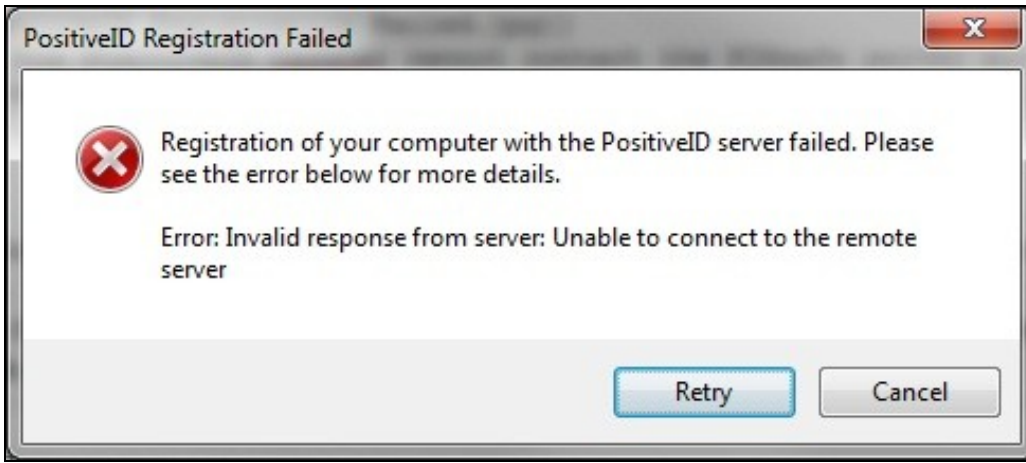 PositiveID Registration Failed
Registration of your computer with the PositiveID server failed. Please
see the error below for more details.
Error: Invalid response from server: Unable to connect to the remote
server
Retry
Cancel